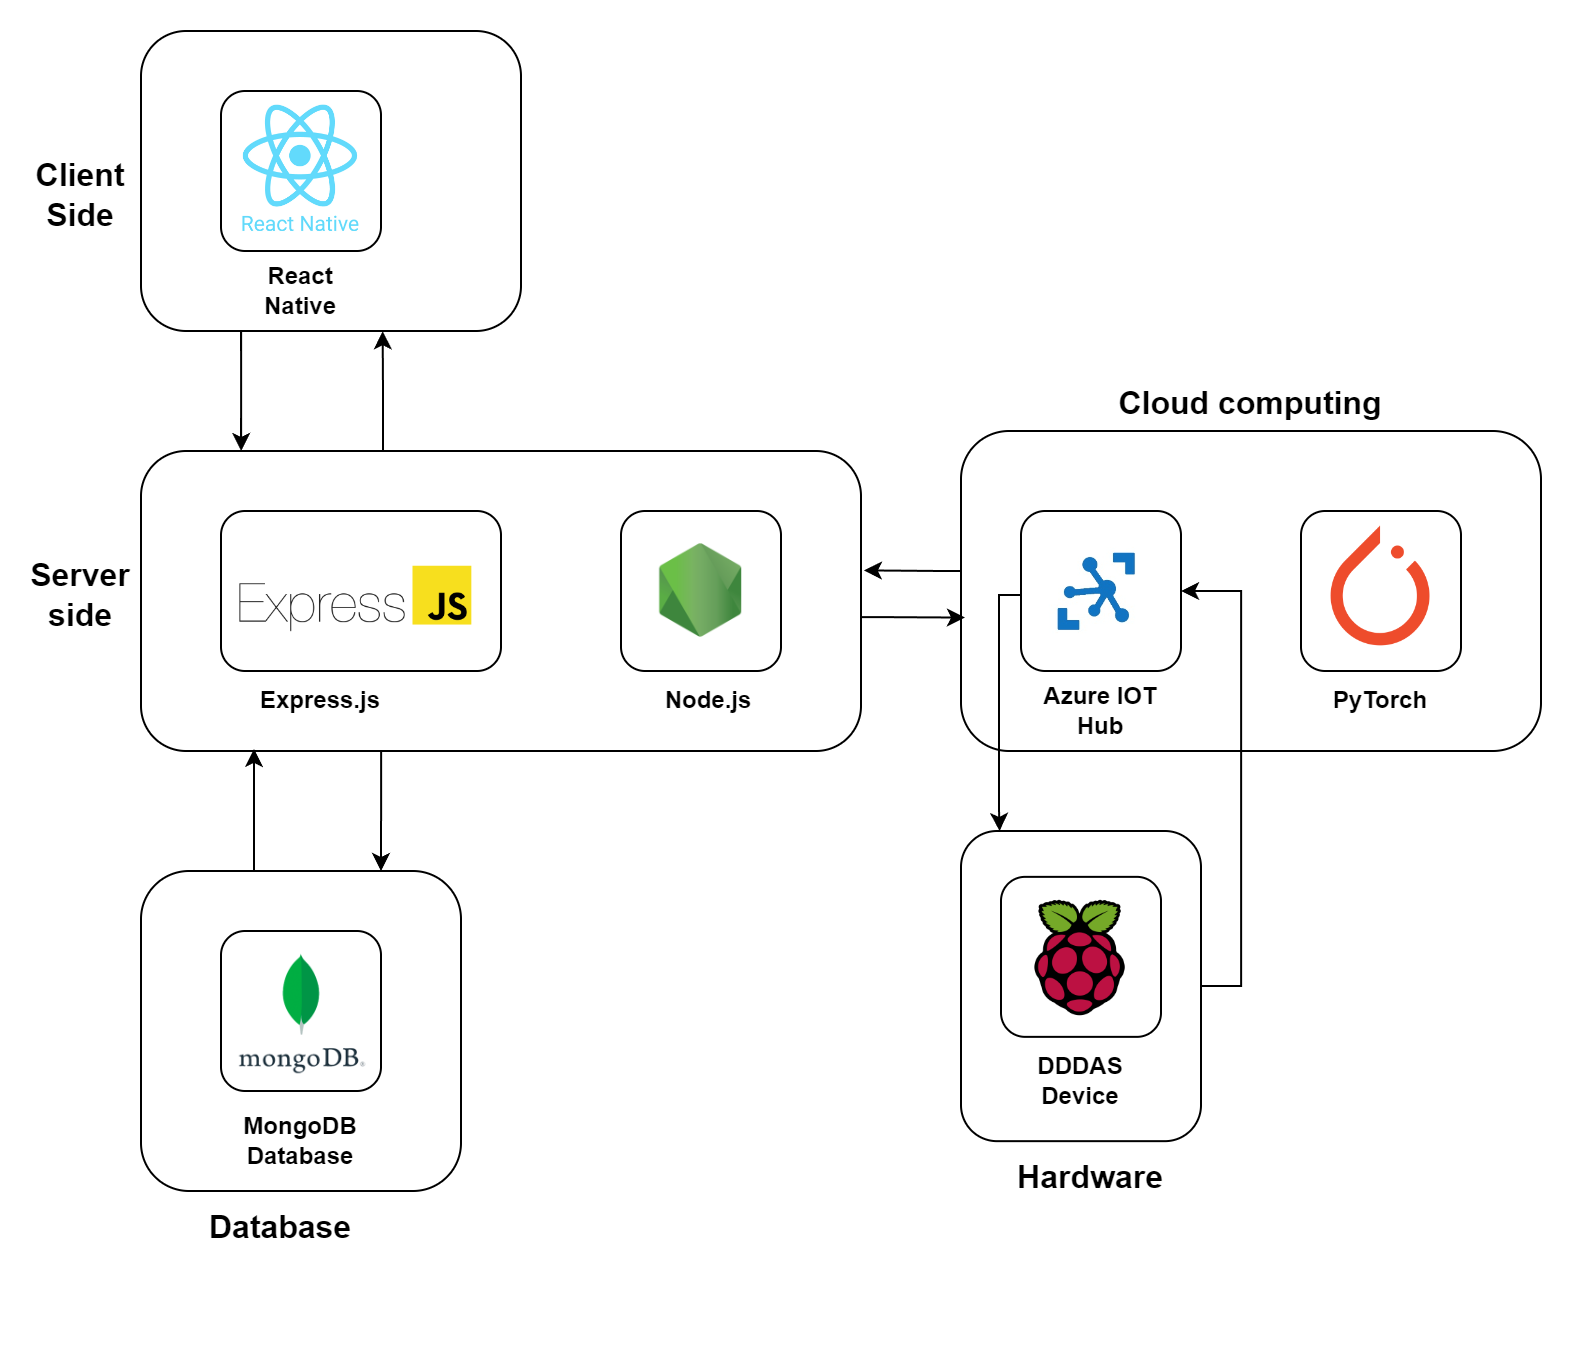 React Native
Client
Side
React
Native
Cloud computing
Express
JS
Server
side
Express.js
Node.js
Azure IOT
Hub
PyTorch
mongoDB.
DDDAS
Device
MongoDB
Database
Hardware
Database